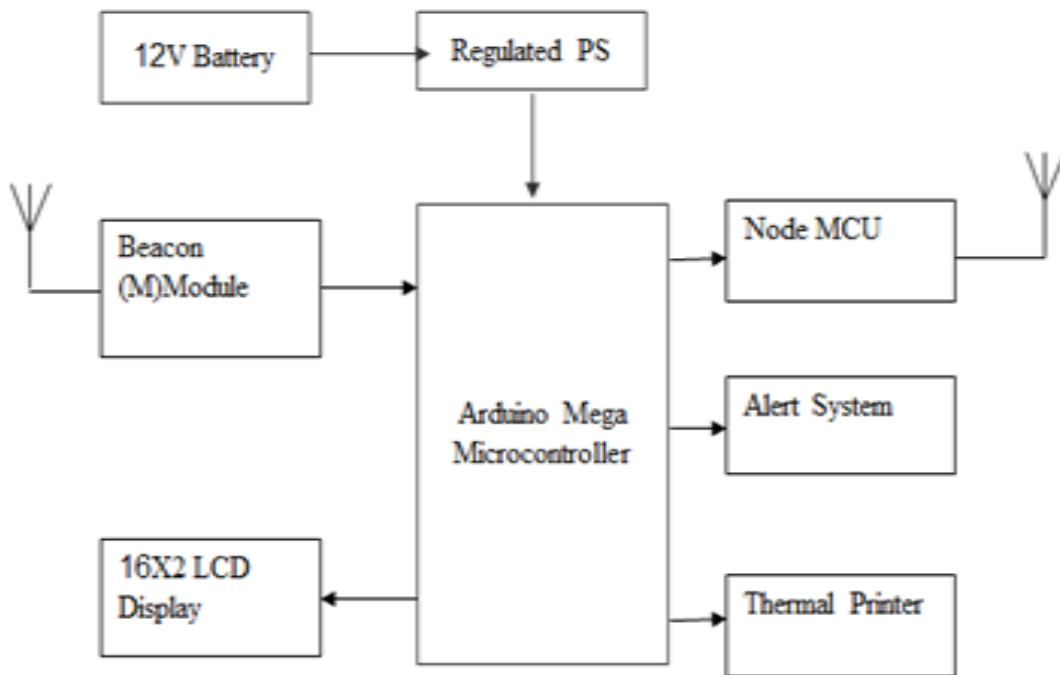 12V Battery
Regulated PS
Beacon
(M)Module
Node MCU
Arduino Mega
Microcontroller
Alert System
16X2 LCD
Display
Thermal Printer